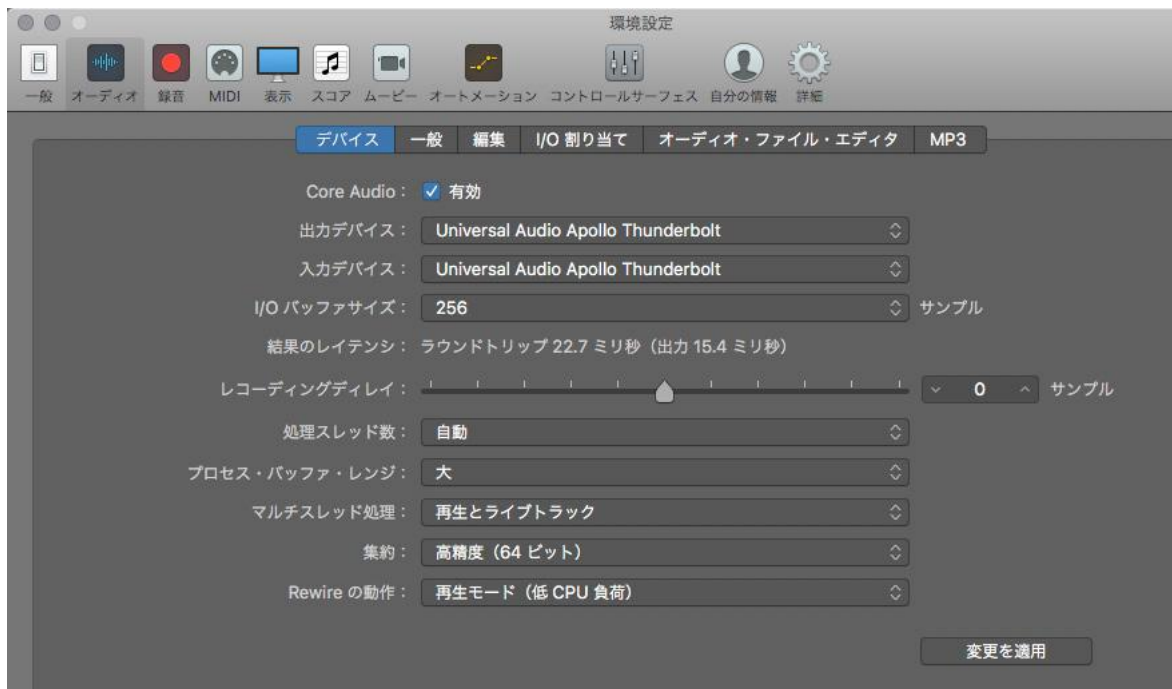 環境設定
一般 オーディオ 録音 MIDI 表示 スコア ムービー オートメーション コントロールサーフェス 自分の情報 詳細
デバイス 一般 編集 I/O 割り当て オーディオ・ファイル・エディタ MP3
Core Audio： 有効
出力デバイス： Universal Audio Apollo Thunderbolt
入力デバイス： Universal Audio Apollo Thunderbolt
I/O バッファサイズ： 256 サンプル
結果のレイテンシ： ラウンドトリップ 22.7 ミリ秒（出力 15.4 ミリ秒）
レコーディングディレイ： 0 サンプル
処理スレッド数： 自動
プロセス・バッファ・レンジ： 大
マルチスレッド処理： 再生とライブトラック
集約： 高精度（64 ビット）
Rewire の動作： 再生モード（低 CPU 負荷）
変更を適用